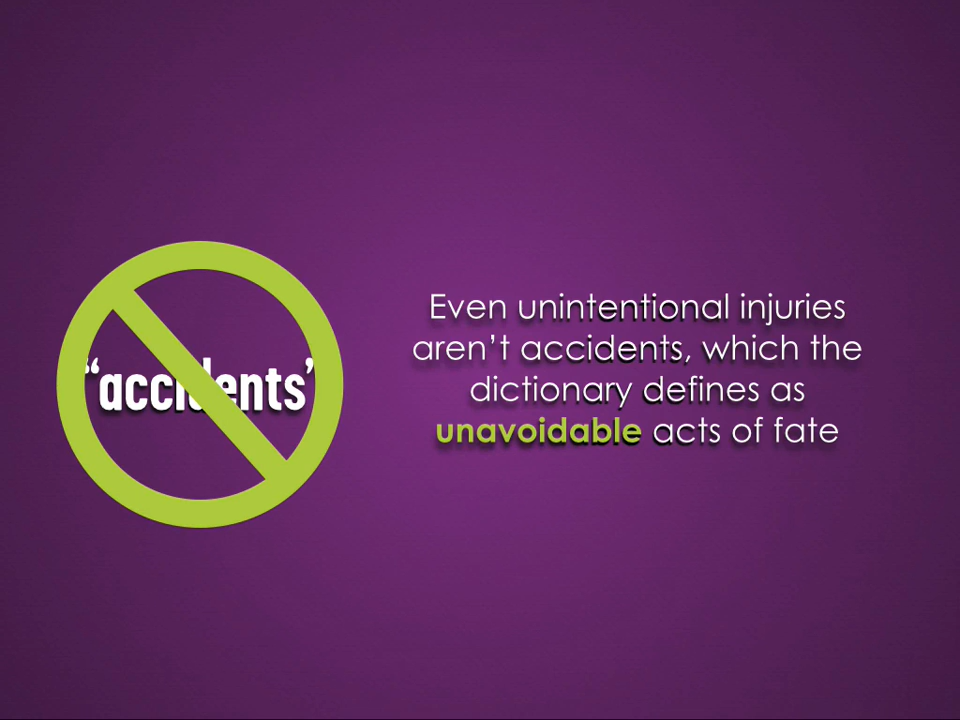 “accidents”
Even unintentional injuries
aren’t accidents, which the
dictionary defines as
unavoidable acts of fate